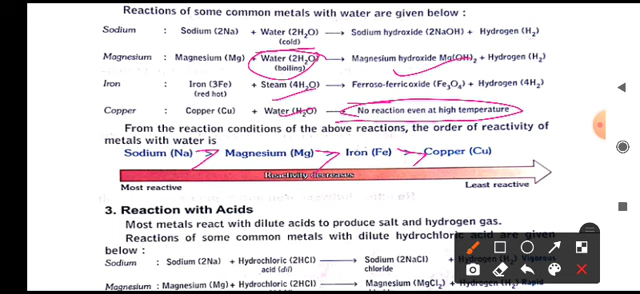 Reactions of some common metals with water are given below :
Sodium : Sodium (2Na) + Water (2H₂O) ⟶ Sodium hydroxide (2NaOH) + Hydrogen (H₂)
(cold)
Magnesium : Magnesium (Mg) + Water (2H₂O) ⟶ Magnesium hydroxide Mg(OH)₂ + Hydrogen (H₂)
(boiling)
Iron : Iron (3Fe) + Steam (4H₂O) ⟶ Ferroso-ferricoxide (Fe₃O₄) + Hydrogen (4H₂)
(red hot)
Copper : Copper (Cu) + Water (H₂O) ⟶ No reaction even at high temperature
From the reaction conditions of the above reactions, the order of reactivity of
metals with water is
Sodium (Na) > Magnesium (Mg) > Iron (Fe) > Copper (Cu)
Reactivity decreases
Most reactive Least reactive
3. Reaction with Acids
Most metals react with dilute acids to produce salt and hydrogen gas.
Reactions of some common metals with dilute hydrochloric acid are given
below :
Sodium : Sodium (2Na) + Hydrochloric (2HCl) ⟶ Sodium (2NaCl) + Hydrogen (H₂) Vigorous
acid (dil) chloride
Magnesium : Magnesium (Mg) + Hydrochloric (2HCl) ⟶ Magnesium (MgCl₂) + Hydrogen (H₂) Rapid